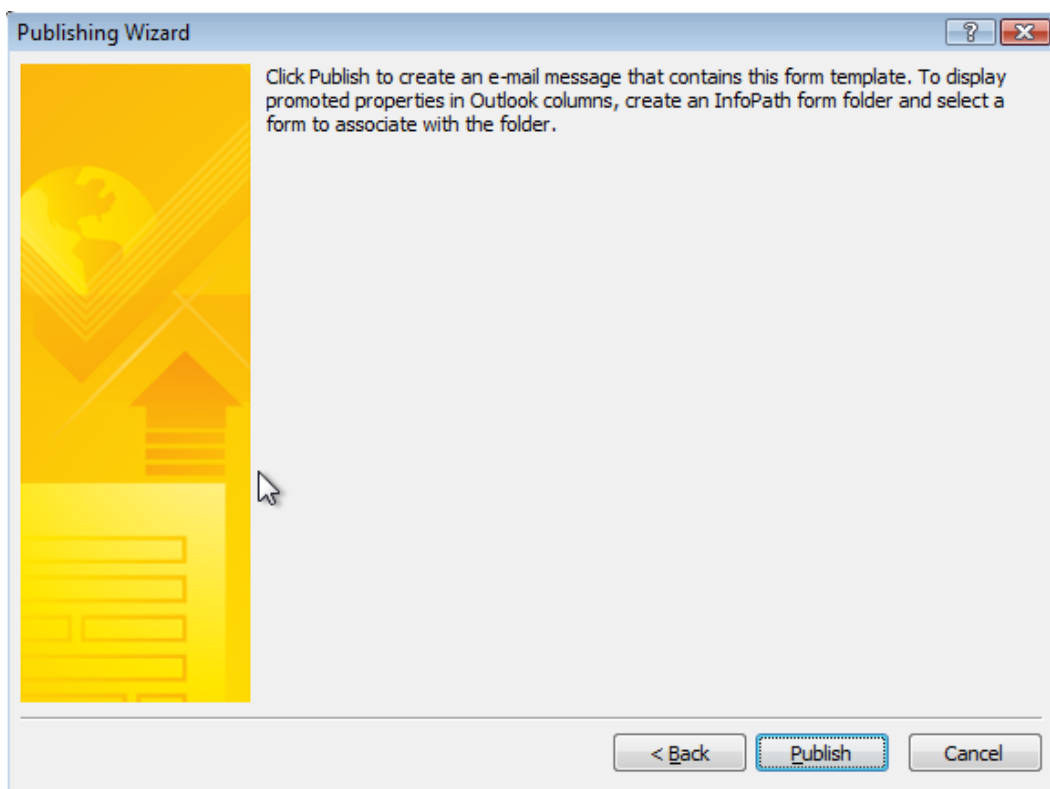 Publishing Wizard
Click Publish to create an e-mail message that contains this form template. To display
promoted properties in Outlook columns, create an InfoPath form folder and select a
form to associate with the folder.
< Back
Publish
Cancel